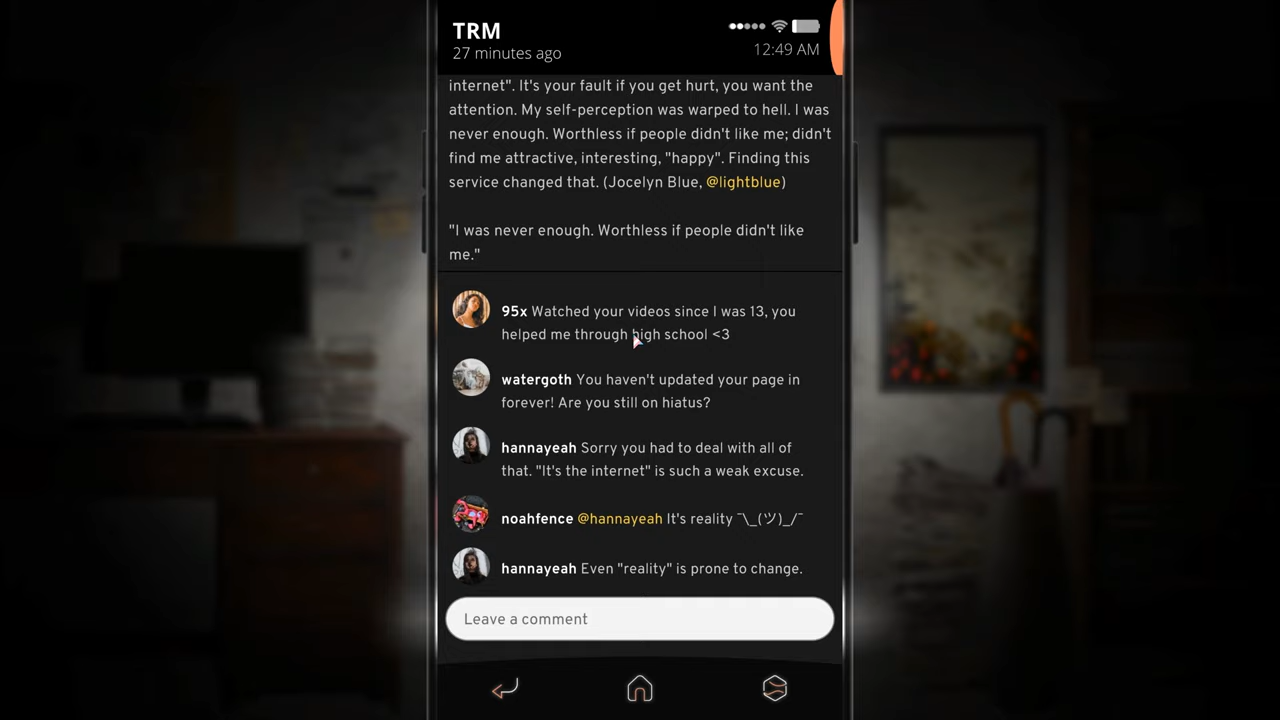 TRM
27 minutes ago
12:49 AM
internet". It's your fault if you get hurt, you want the
attention. My self-perception was warped to hell. I was
never enough. Worthless if people didn't like me; didn't
find me attractive, interesting, "happy". Finding this
service changed that. (Jocelyn Blue, @lightblue)
"I was never enough. Worthless if people didn't like
me."
95x Watched your videos since I was 13, you
helped me through high school <3
watergoth You haven't updated your page in
forever! Are you still on hiatus?
hannayeah Sorry you had to deal with all of
that. "It's the internet" is such a weak excuse.
noahfence @hannayeah It's reality ¯\_(ツ)_/¯
hannayeah Even "reality" is prone to change.
Leave a comment